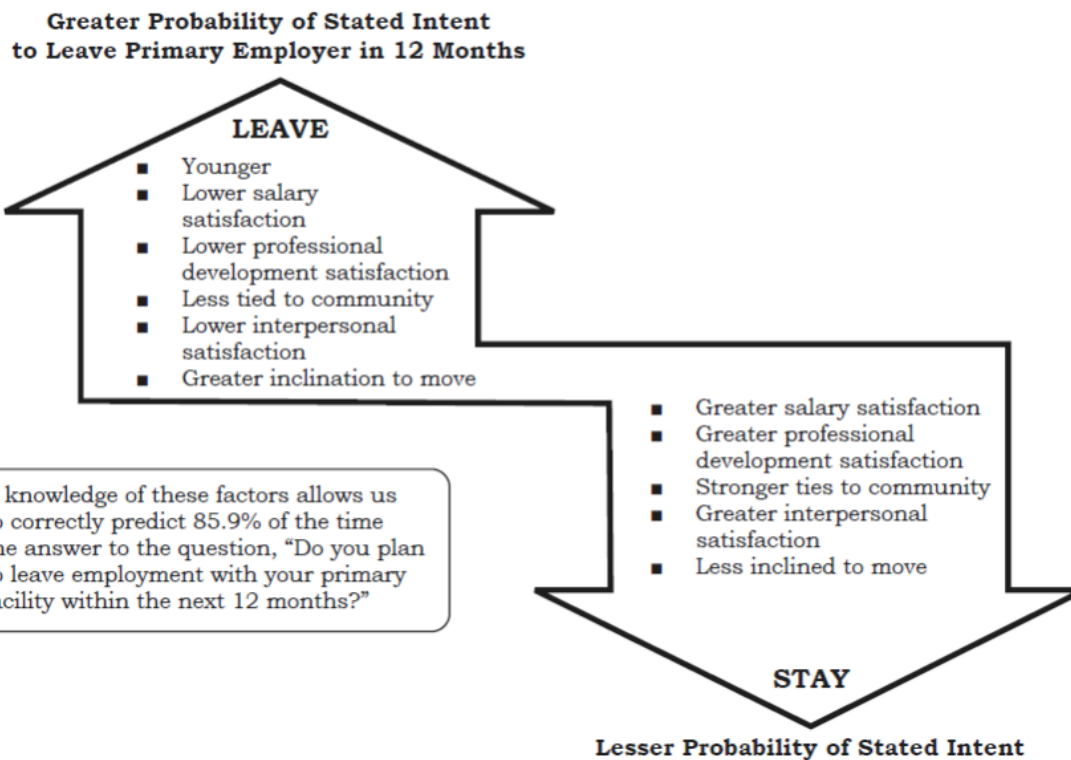 Greater Probability of Stated Intent
to Leave Primary Employer in 12 Months
LEAVE
■ Younger
■ Lower salary
satisfaction
■ Lower professional
development satisfaction
■ Less tied to community
■ Lower interpersonal
satisfaction
■ Greater inclination to move
■ Greater salary satisfaction
■ Greater professional
development satisfaction
■ Stronger ties to community
■ Greater interpersonal
satisfaction
■ Less inclined to move
knowledge of these factors allows us
correctly predict 85.9% of the time
answer to the question, “Do you plan
leave employment with your primary
within the next 12 months?”
STAY
Lesser Probability of Stated Intent